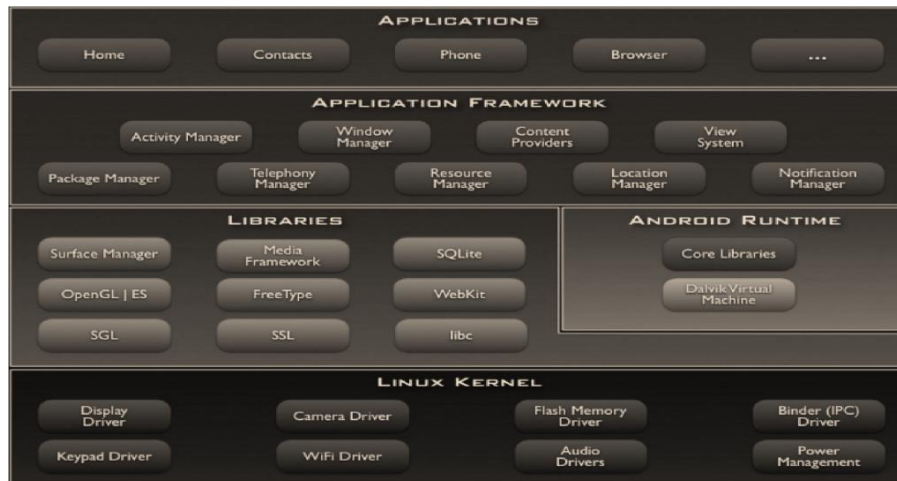 APPLICATIONS
Home
Contacts
Phone
Browser
...
APPLICATION FRAMEWORK
Activity Manager
Window
Manager
Content
Providers
View
System
Package Manager
Telephony
Manager
Resource
Manager
Location
Manager
Notification
Manager
LIBRARIES
Surface Manager
Media
Framework
SQLite
OpenGL | ES
FreeType
WebKit
SGL
SSL
libc
ANDROID RUNTIME
Core Libraries
Dalvik Virtual
Machine
LINUX KERNEL
Display
Driver
Camera Driver
Flash Memory
Driver
Binder (IPC)
Driver
Keypad Driver
WiFi Driver
Audio
Drivers
Power
Management